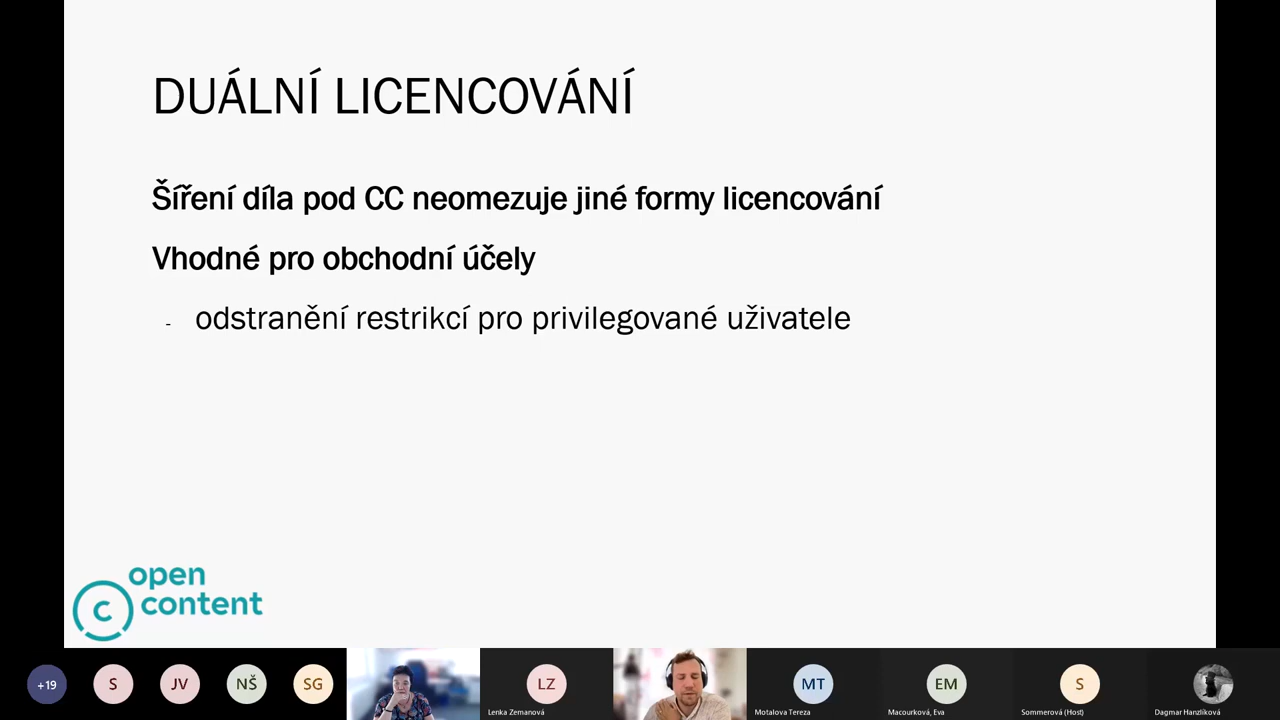 DUÁLNÍ LICENCOVÁNÍ
Šíření díla pod CC neomezuje jiné formy licencování
Vhodné pro obchodní účely
- odstranění restrikcí pro privilegované uživatele
open
c content
+19 S JV NŠ SG LZ MT EM S
Lenka Zemanová Motalova Tereza Macourková, Eva Sommerová (Host) Dagmar Hanzlíková